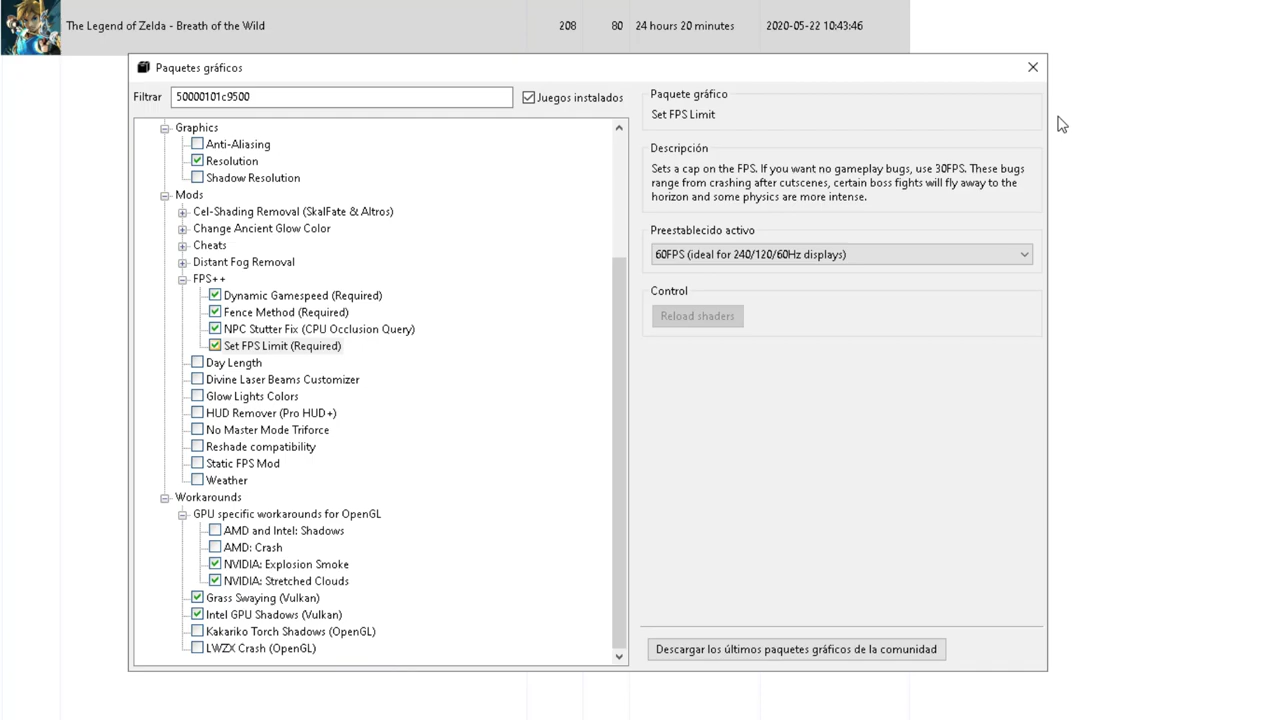 The Legend of Zelda - Breath of the Wild 208 80 24 hours 20 minutes 2020-05-22 10:43:46
Paquetes gráficos
Filtrar 50000101c9500 Juegos instalados
Graphics
Anti-Aliasing
Resolution
Shadow Resolution
Mods
Cel-Shading Removal (SkalFate & Altros)
Change Ancient Glow Color
Cheats
Distant Fog Removal
FPS++
Dynamic Gamespeed (Required)
Fence Method (Required)
NPC Stutter Fix (CPU Occlusion Query)
Set FPS Limit (Required)
Day Length
Divine Laser Beams Customizer
Glow Lights Colors
HUD Remover (Pro HUD+)
No Master Mode Triforce
Reshade compatibility
Static FPS Mod
Weather
Workarounds
GPU specific workarounds for OpenGL
AMD and Intel: Shadows
AMD: Crash
NVIDIA: Explosion Smoke
NVIDIA: Stretched Clouds
Grass Swaying (Vulkan)
Intel GPU Shadows (Vulkan)
Kakariko Torch Shadows (OpenGL)
LWZX Crash (OpenGL)
Paquete gráfico
Set FPS Limit
Descripción
Sets a cap on the FPS. If you want no gameplay bugs, use 30FPS. These bugs
range from crashing after cutscenes, certain boss fights will fly away to the
horizon and some physics are more intense.
Preestablecido activo
60FPS (ideal for 240/120/60Hz displays)
Control
Reload shaders
Descargar los últimos paquetes gráficos de la comunidad